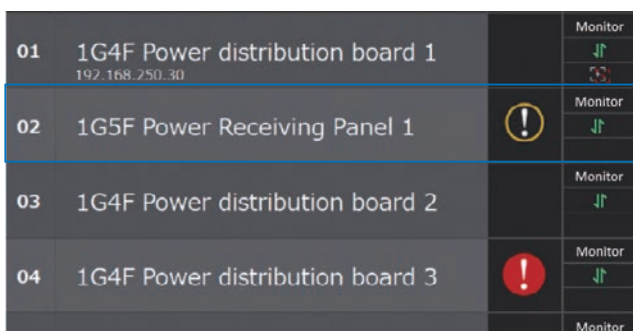 Monitor
01 1G4F Power distribution board 1
192.168.250.30
Monitor
02 1G5F Power Receiving Panel 1
Monitor
03 1G4F Power distribution board 2
Monitor
04 1G4F Power distribution board 3
Monitor